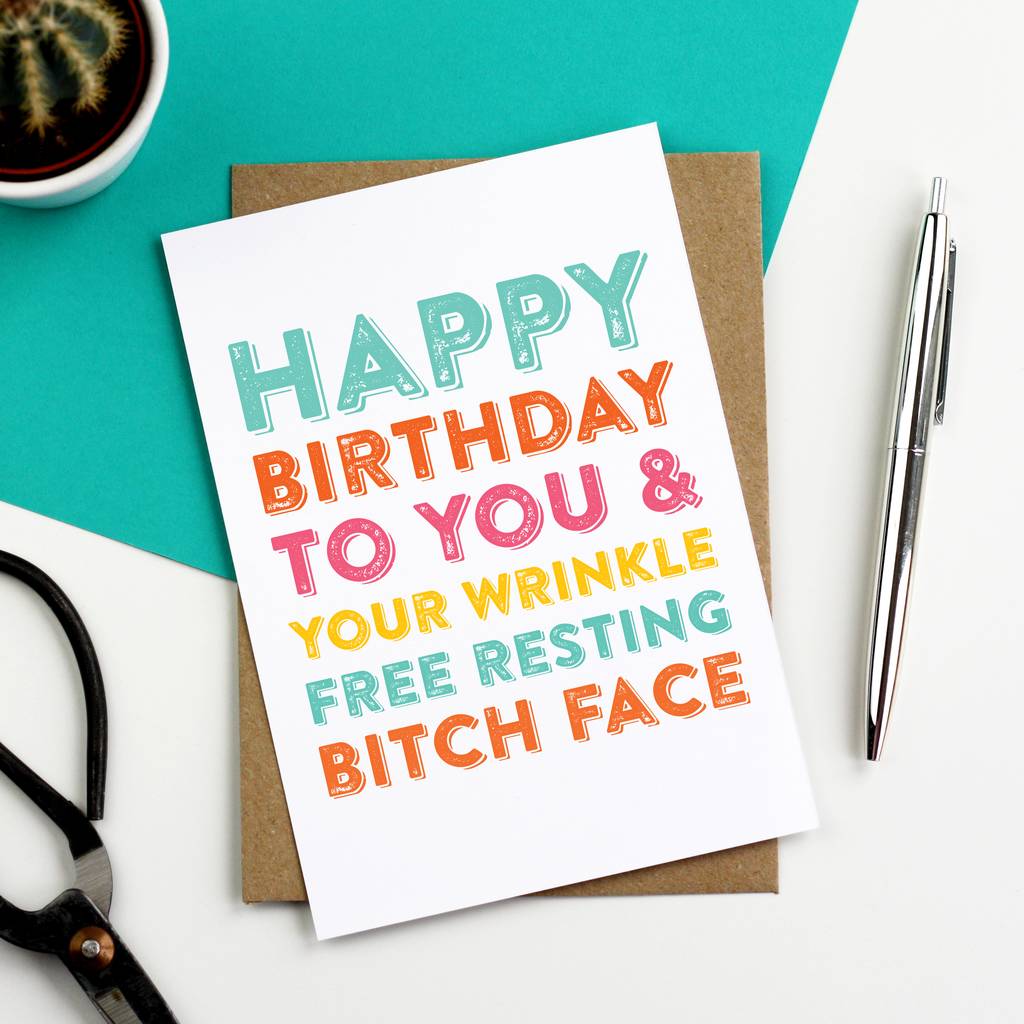 HAPPY
BIRTHDAY
TO YOU &
YOUR WRINKLE
FREE RESTING
BITCH FACE